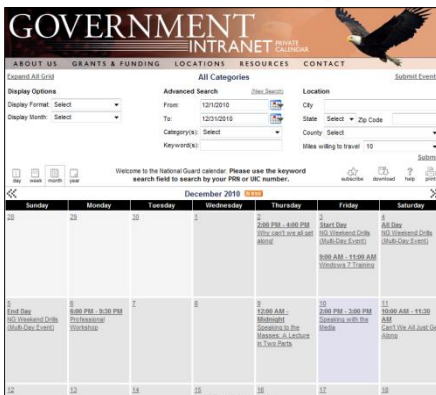 GOVERNMENT
INTRANET PRIVATE CALENDAR
ABOUT US GRANTS & FUNDING LOCATIONS RESOURCES CONTACT
Expand All Grid All Categories Submit Event
Display Options Advanced Search (New Search) Location
Display Format: Select From: 12/1/2010 City
Display Month: Select To: 12/31/2010 State Select Zip Code
Category(s): Select County Select
Keyword(s): Miles willing to travel 10
Submit
day week month year
Welcome to the National Guard calendar. Please use the keyword
search field to search by your PRN or UIC number.
subscribe download help print
December 2010
Sunday Monday Tuesday Wednesday Thursday Friday Saturday
28 29 30 1 2 3 4
2:00 PM - 4:00 PM
Why can't we all get
along!
Start Day
NG Weekend Drills
(Multi-Day Event)
9:00 AM - 11:00 AM
Windows 7 Training
All Day
NG Weekend Drills
(Multi-Day Event)
5 6 7 8 9 10 11
End Day
NG Weekend Drills
(Multi-Day Event)
6:00 PM - 9:30 PM
Professional
Workshop
12:00 AM -
Midnight
Speaking to the
Masses: A Lecture
in Two Parts
2:00 PM - 3:00 PM
Speaking with the
Media
10:00 AM - 11:30
AM
Can't We All Just Get
Along
12 13 14 15 16 17 18